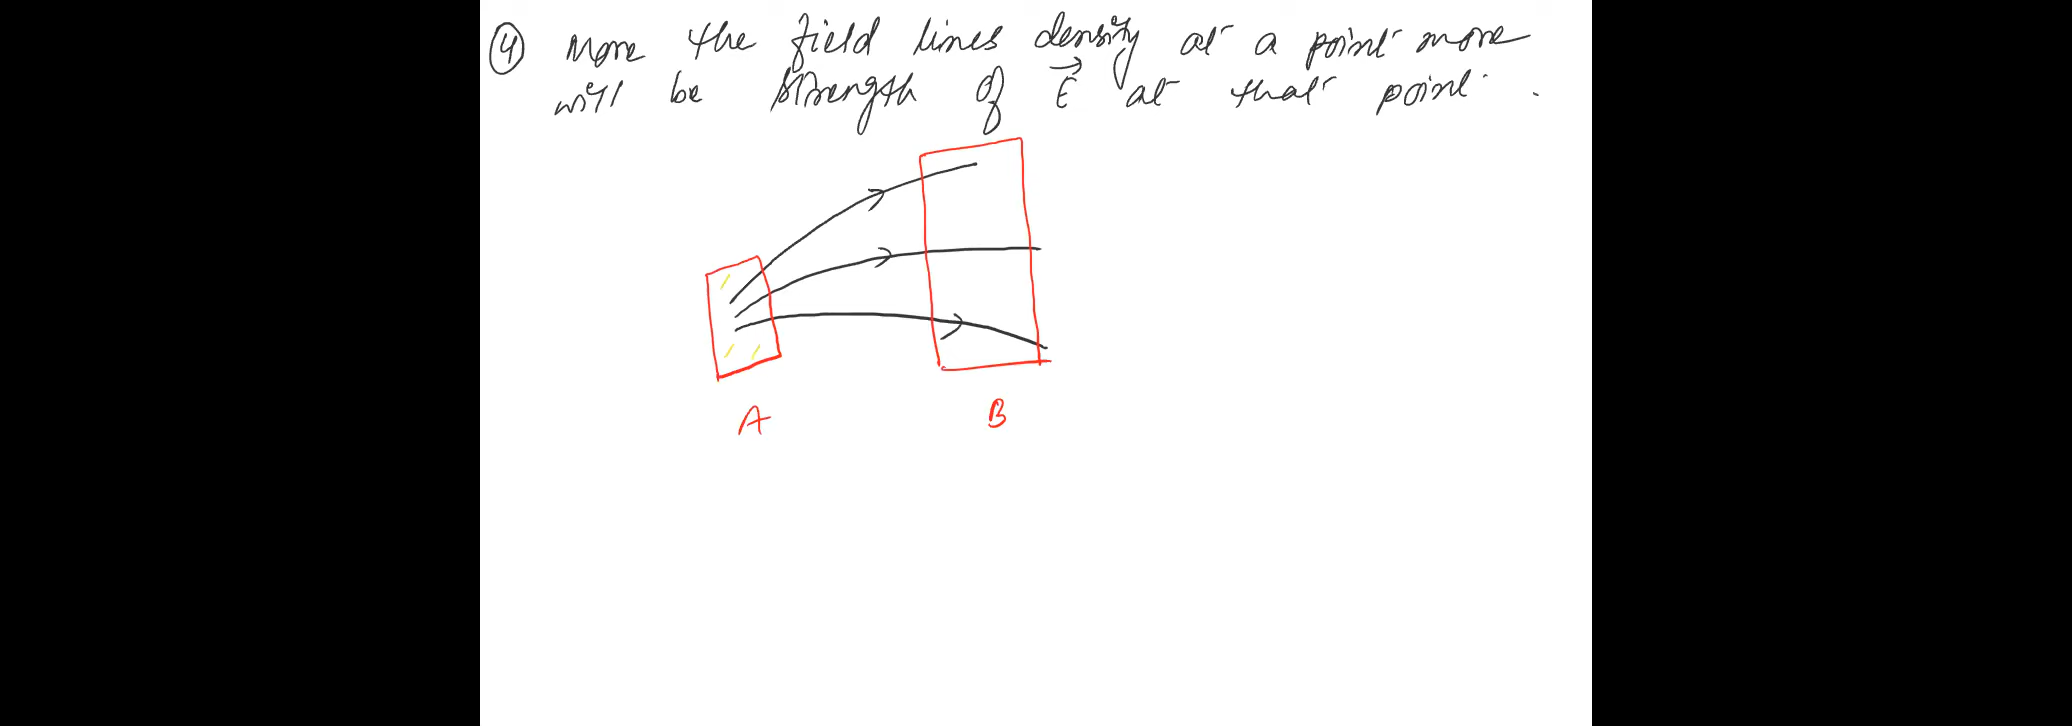 ④ More the field lines density at a point more
will be strength of E⃗ at that point .
A
B